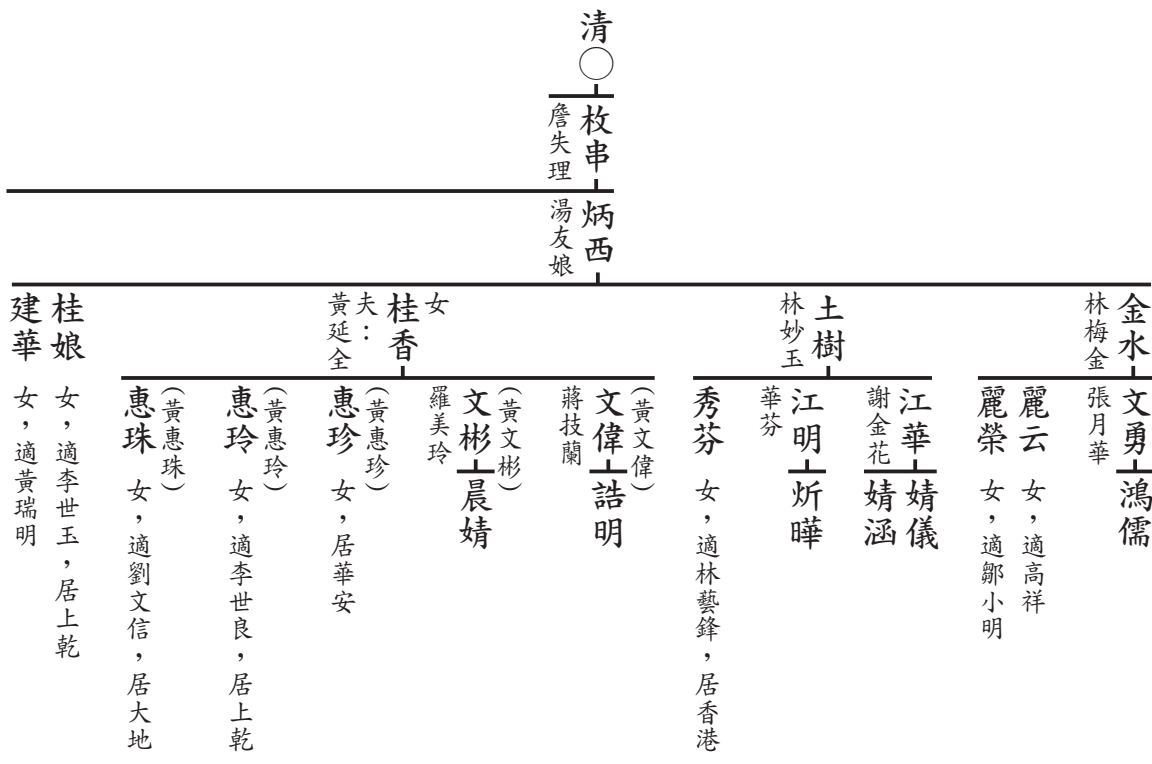 清○
枚串
詹失理
炳西
湯友娘
金水
林梅金
文勇
張月華
鴻儒
麗云 女，適高祥
麗榮 女，適鄒小明
土樹
林妙玉
江華
謝金花
婧儀
婧涵
江明
華芬
炘曄
秀芬 女，適林藝鋒，居香港
女
桂香
夫：
黃延全
(黃文偉)
文偉
蔣技蘭
誥明
(黃文彬)
文彬
羅美玲
晨婧
(黃惠珍)
惠珍 女，居華安
(黃惠玲)
惠玲 女，適李世良，居上乾
(黃惠珠)
惠珠 女，適劉文信，居大地
桂娘 女，適李世玉，居上乾
建華 女，適黃瑞明